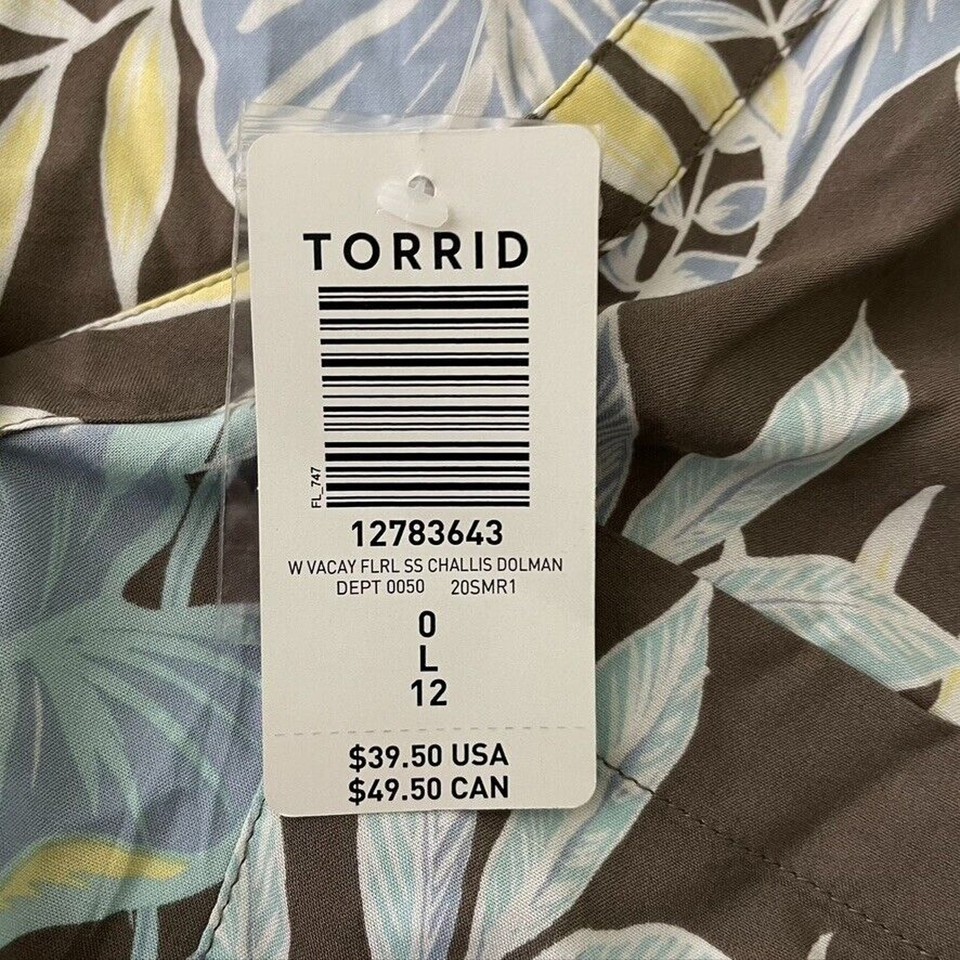 TORRID
FL_747
12783643
W VACAY FLRL SS CHALLIS DOLMAN
DEPT 0050 20SMR1
0
L
12
$39.50 USA
$49.50 CAN